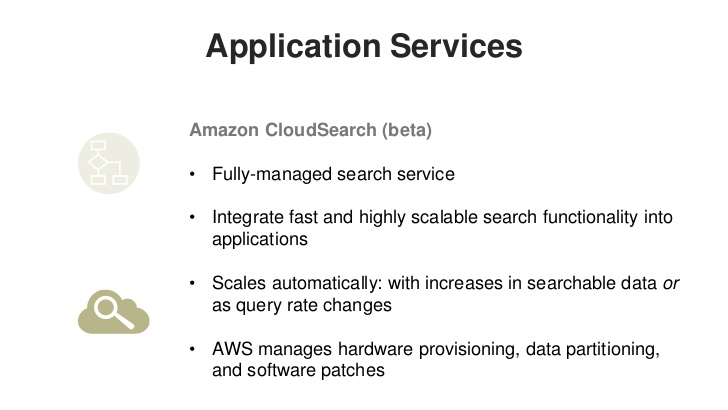 Application Services
Amazon CloudSearch (beta)
• Fully-managed search service
• Integrate fast and highly scalable search functionality into
applications
• Scales automatically: with increases in searchable data or
as query rate changes
• AWS manages hardware provisioning, data partitioning,
and software patches